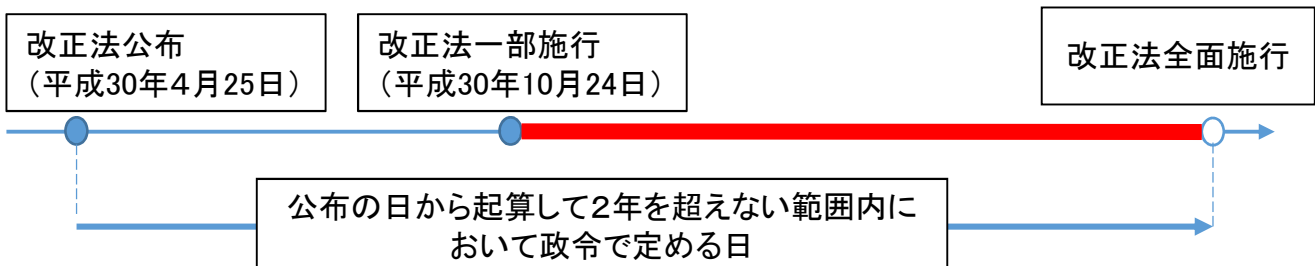 改正法公布
（平成30年４月25日）
改正法一部施行
（平成30年10月24日）
改正法全面施行
公布の日から起算して２年を超えない範囲内に
おいて政令で定める日